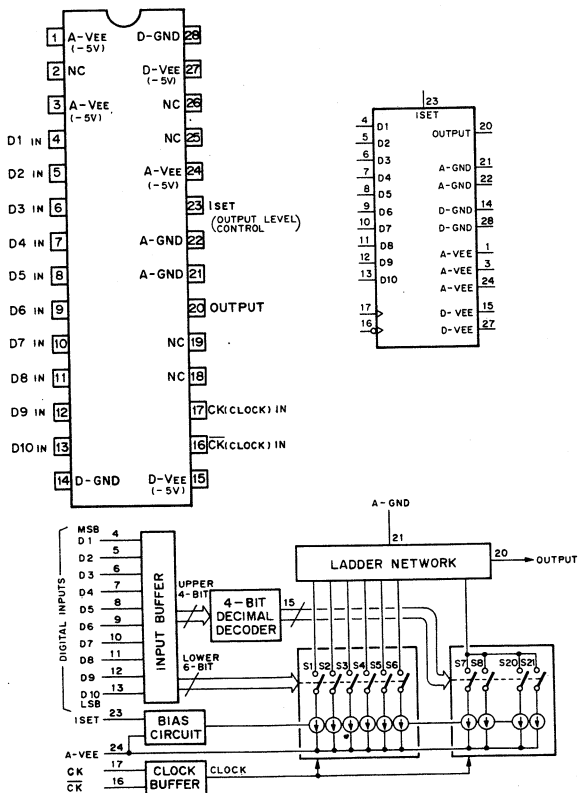 1 A-VEE (-5V) D-GND 28
2 NC D-VEE (-5V) 27
3 A-VEE (-5V) NC 26
D1 IN 4 NC 25
D2 IN 5 A-VEE (-5V) 24
D3 IN 6 23 ISET (OUTPUT LEVEL CONTROL)
D4 IN 7 A-GND 22
D5 IN 8 A-GND 21
D6 IN 9 20 OUTPUT
D7 IN 10 NC 19
D8 IN 11 NC 18
D9 IN 12 17 CK(CLOCK) IN
D10 IN 13 16 CK(CLOCK) IN
14 D-GND D-VEE (-5V) 15
23
ISET
4 D1 OUTPUT 20
5 D2
6 D3 A-GND 21
7 D4 A-GND 22
8 D5
9 D6 D-GND 14
10 D7 D-GND 28
11 D8
12 D9 A-VEE 1
13 D10 A-VEE 3
A-VEE 24
17 D-VEE 15
16 D-VEE 27
A-GND
21
LADDER NETWORK 20 OUTPUT
DIGITAL INPUTS
MSB
D1 4
D2 5
D3 6
D4 7
D5 8
D6 9
D7 10
D8 11
D9 12
D10 13
LSB
INPUT BUFFER
UPPER 4-BIT
4-BIT DECIMAL DECODER
15
LOWER 6-BIT
S1 S2 S3 S4 S5 S6
S7 S8 S20 S21
ISET 23 BIAS CIRCUIT
A-VEE 24
CK 17
CK 16
CLOCK BUFFER
CLOCK